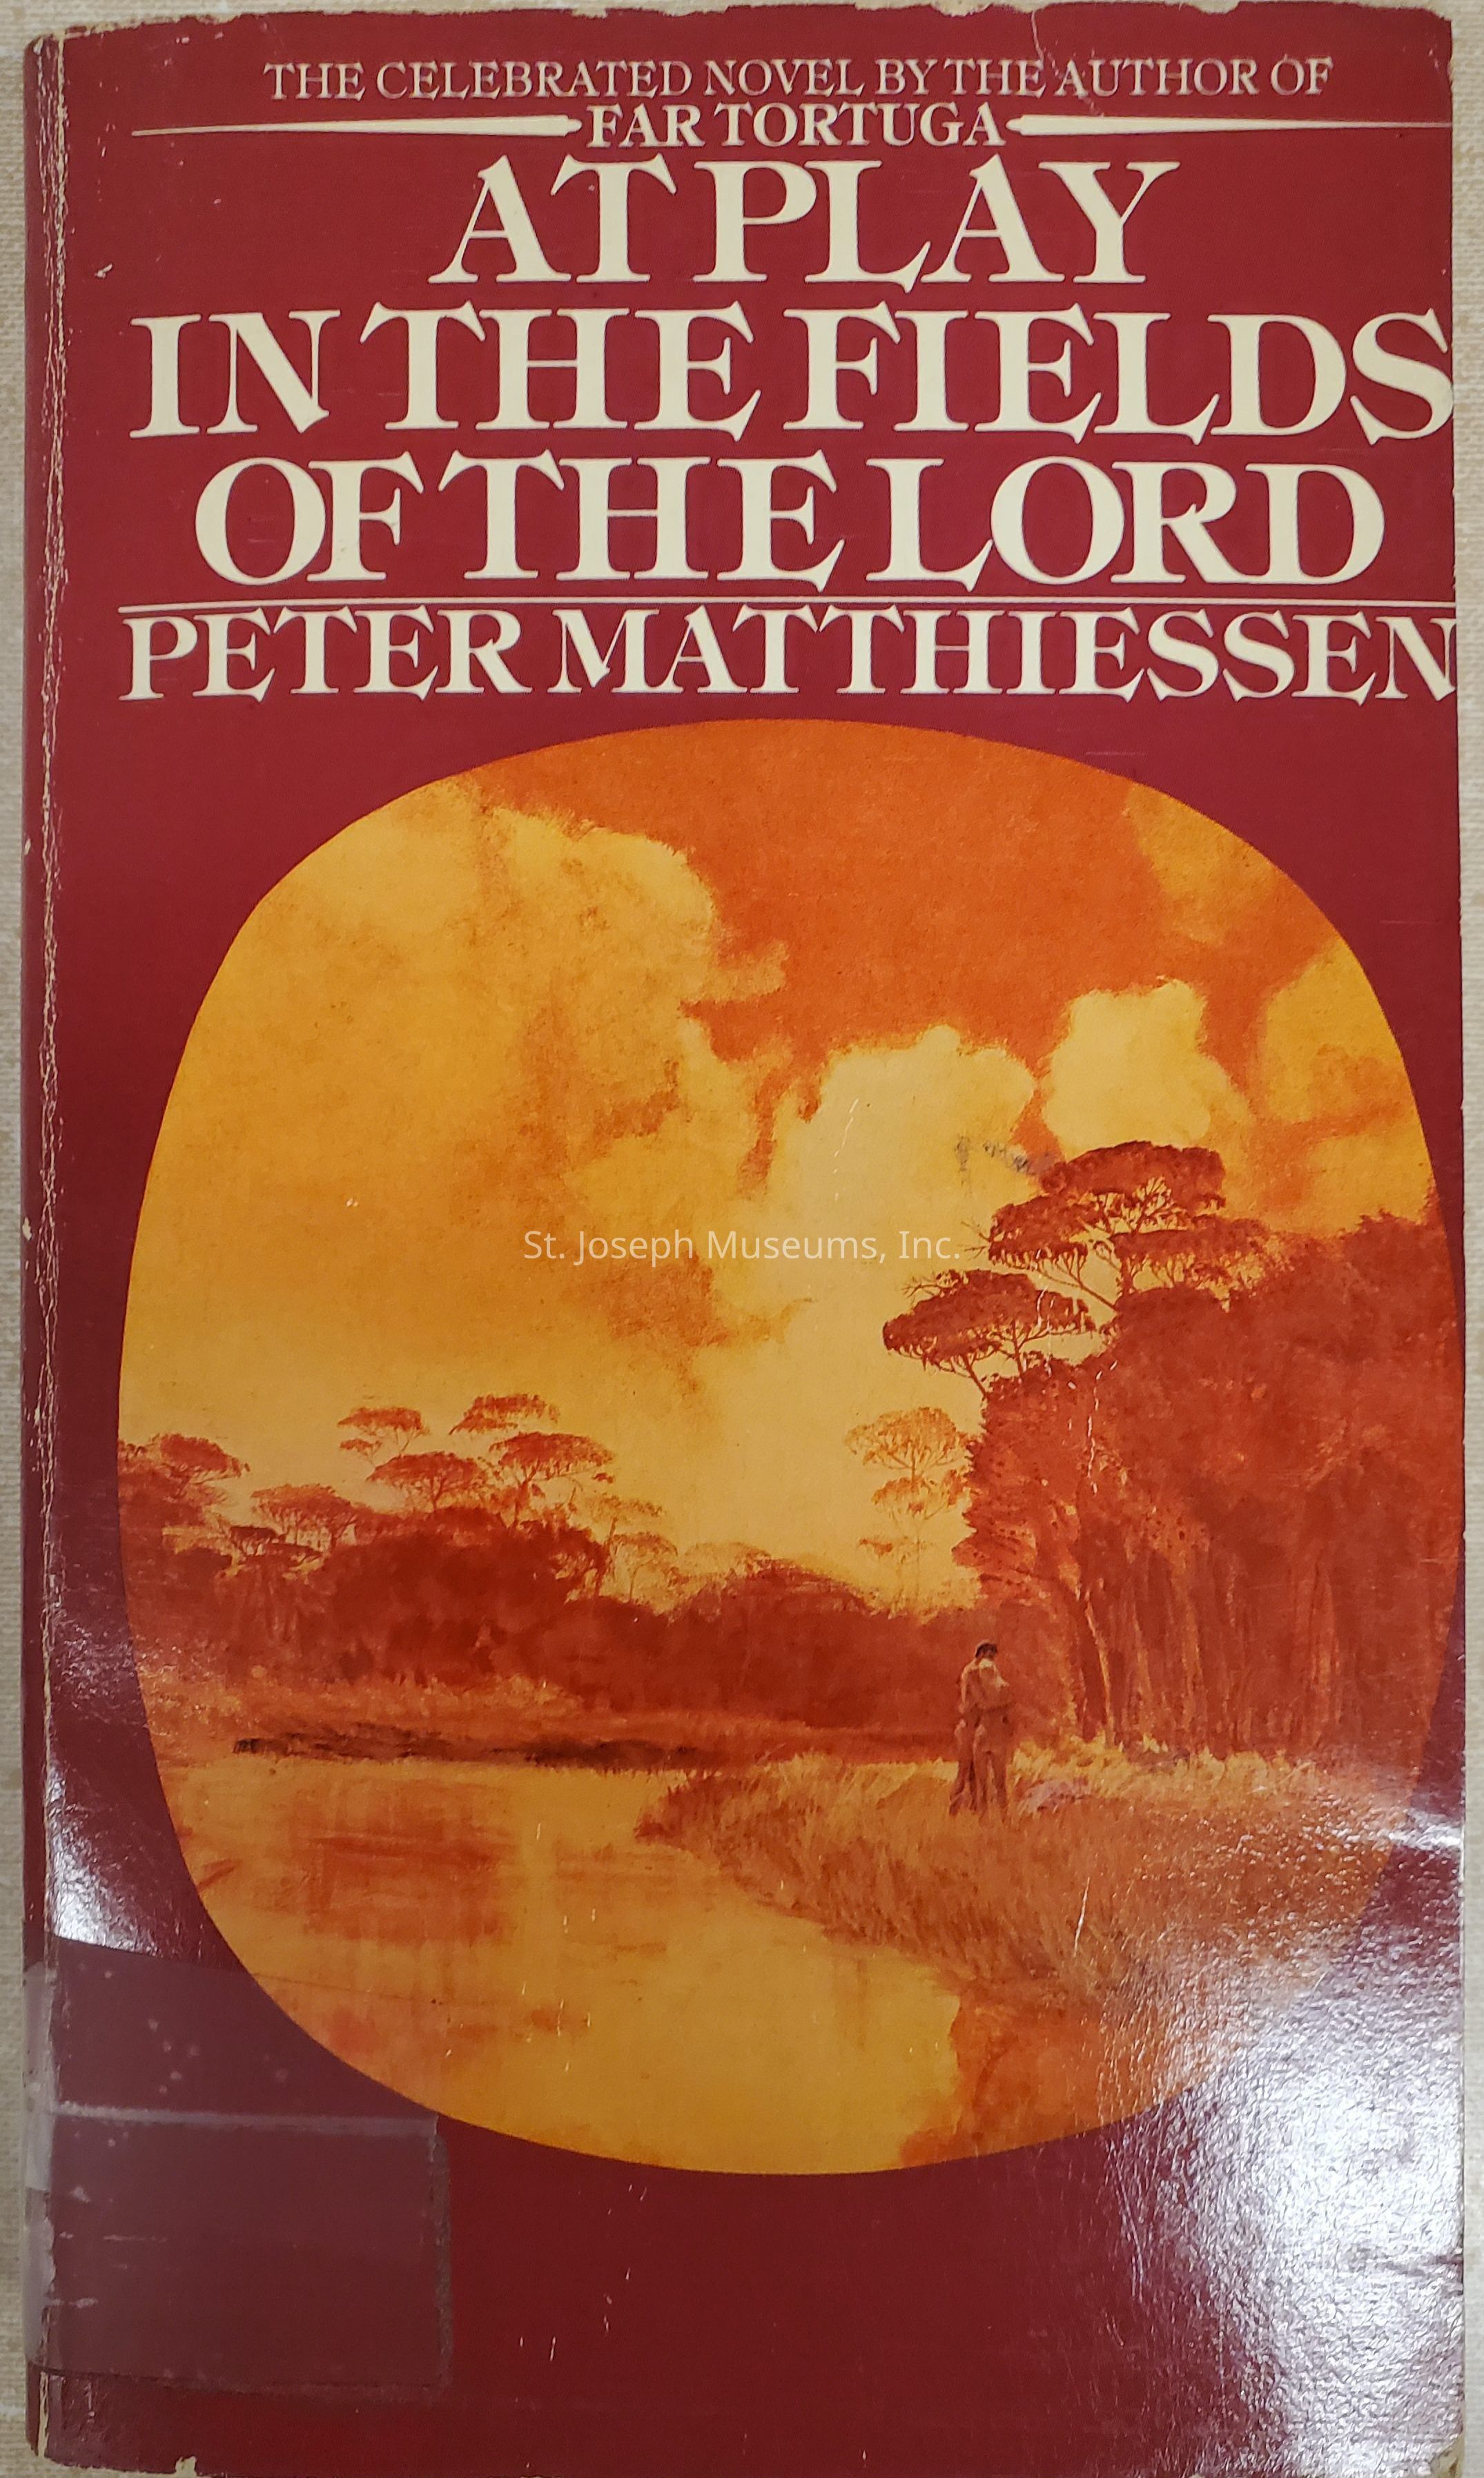 THE CELEBRATED NOVEL BY THE AUTHOR OF
FAR TORTUGA
AT PLAY
IN THE FIELDS
OF THE LORD
PETER MATTHIESSEN
St. Joseph Museums, Inc.